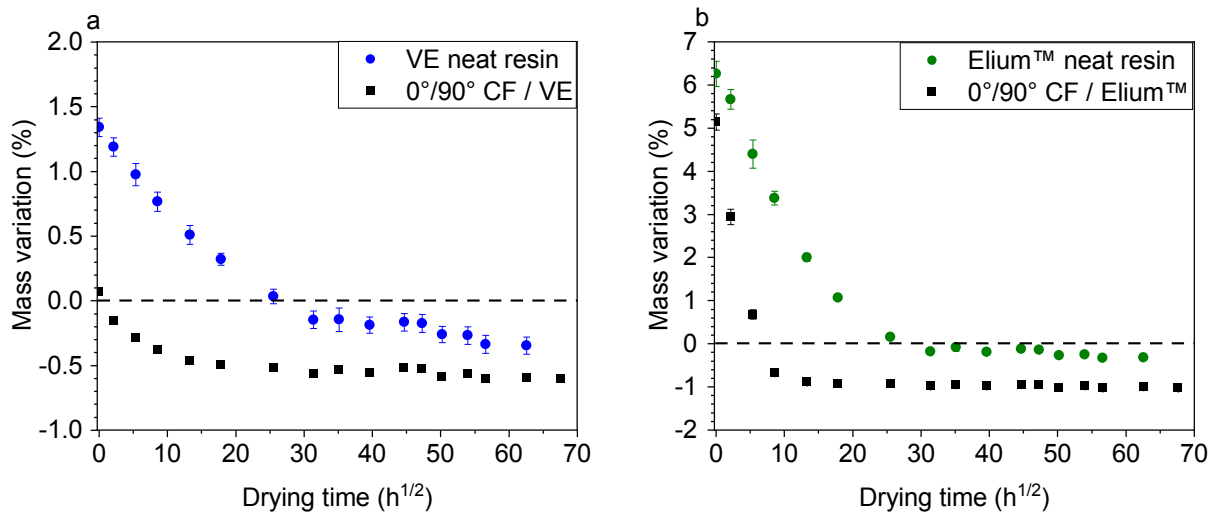 a
2.0
1.5
1.0
0.5
0.0
-0.5
-1.0
Mass variation (%)
VE neat resin
0°/90° CF / VE
0 10 20 30 40 50 60 70
Drying time (h1/2)
b
7
6
5
4
3
2
1
0
-1
-2
Mass variation (%)
Elium™ neat resin
0°/90° CF / Elium™
0 10 20 30 40 50 60 70
Drying time (h1/2)